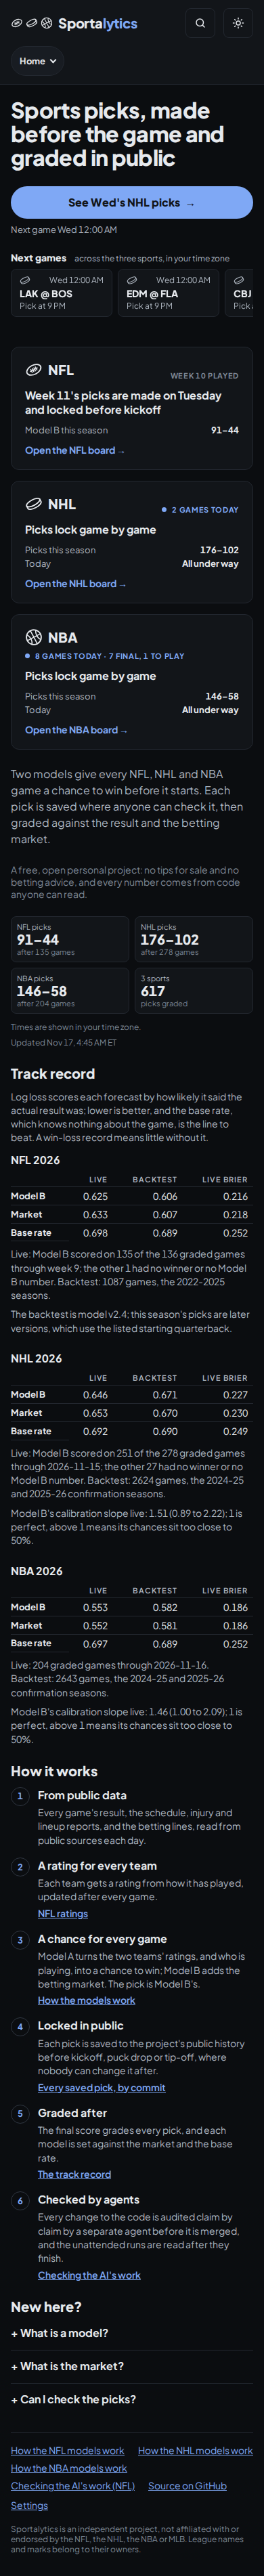 Sportalytics
Home
Sports picks, made
before the game and
graded in public
See Wed's NHL picks →
Next game Wed 12:00 AM
Next games across the three sports, in your time zone
Wed 12:00 AM
LAK @ BOS
Pick at 9 PM
Wed 12:00 AM
EDM @ FLA
Pick at 9 PM
CBJ
Pick a
NFL
WEEK 10 PLAYED
Week 11's picks are made on Tuesday
and locked before kickoff
Model B this season 91–44
Open the NFL board →
NHL
2 GAMES TODAY
Picks lock game by game
Picks this season 176–102
Today All under way
Open the NHL board →
NBA
8 GAMES TODAY · 7 FINAL, 1 TO PLAY
Picks lock game by game
Picks this season 146–58
Today All under way
Open the NBA board →
Two models give every NFL, NHL and NBA
game a chance to win before it starts. Each
pick is saved where anyone can check it, then
graded against the result and the betting
market.
A free, open personal project: no tips for sale and no
betting advice, and every number comes from code
anyone can read.
NFL picks
91–44
after 135 games
NHL picks
176–102
after 278 games
NBA picks
146–58
after 204 games
3 sports
617
picks graded
Times are shown in your time zone.
Updated Nov 17, 4:45 AM ET
Track record
Log loss scores each forecast by how likely it said the
actual result was; lower is better, and the base rate,
which knows nothing about the game, is the line to
beat. A win-loss record means little without it.
NFL 2026
LIVE BACKTEST LIVE BRIER
Model B 0.625 0.606 0.216
Market 0.633 0.607 0.218
Base rate 0.698 0.689 0.252
Live: Model B scored on 135 of the 136 graded games
through week 9; the other 1 had no winner or no Model
B number. Backtest: 1087 games, the 2022-2025
seasons.
The backtest is model v2.4; this season's picks are later
versions, which use the listed starting quarterback.
NHL 2026
LIVE BACKTEST LIVE BRIER
Model B 0.646 0.671 0.227
Market 0.653 0.670 0.230
Base rate 0.692 0.690 0.249
Live: Model B scored on 251 of the 278 graded games
through 2026-11-15; the other 27 had no winner or no
Model B number. Backtest: 2624 games, the 2024-25
and 2025-26 confirmation seasons.
Model B's calibration slope live: 1.51 (0.89 to 2.22); 1 is
perfect, above 1 means its chances sit too close to
50%.
NBA 2026
LIVE BACKTEST LIVE BRIER
Model B 0.553 0.582 0.186
Market 0.552 0.581 0.186
Base rate 0.697 0.689 0.252
Live: 204 graded games through 2026-11-16.
Backtest: 2643 games, the 2024-25 and 2025-26
confirmation seasons.
Model B's calibration slope live: 1.46 (1.00 to 2.09); 1 is
perfect, above 1 means its chances sit too close to
50%.
How it works
1 From public data
Every game's result, the schedule, injury and
lineup reports, and the betting lines, read from
public sources each day.
2 A rating for every team
Each team gets a rating from how it has played,
updated after every game.
NFL ratings
3 A chance for every game
Model A turns the two teams' ratings, and who is
playing, into a chance to win; Model B adds the
betting market. The pick is Model B's.
How the models work
4 Locked in public
Each pick is saved to the project's public history
before kickoff, puck drop or tip-off, where
nobody can change it after.
Every saved pick, by commit
5 Graded after
The final score grades every pick, and each
model is set against the market and the base
rate.
The track record
6 Checked by agents
Every change to the code is audited claim by
claim by a separate agent before it is merged,
and the unattended runs are read after they
finish.
Checking the AI's work
New here?
+ What is a model?
+ What is the market?
+ Can I check the picks?
How the NFL models work How the NHL models work
How the NBA models work
Checking the AI's work (NFL) Source on GitHub
Settings
Sportalytics is an independent project, not affiliated with or
endorsed by the NFL, the NHL, the NBA or MLB. League names
and marks belong to their owners.